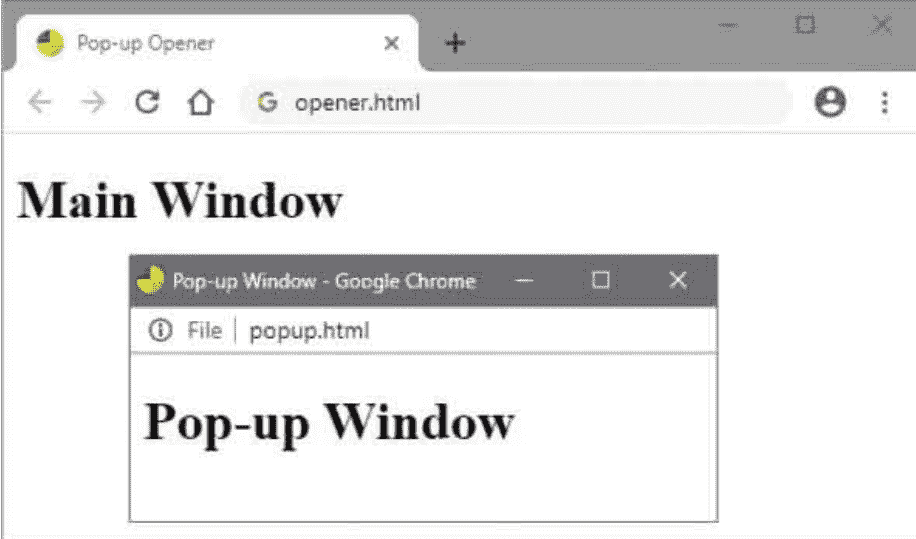 Pop-up Opener
opener.html
Main Window
Pop-up Window - Google Chrome
File | popup.html
Pop-up Window